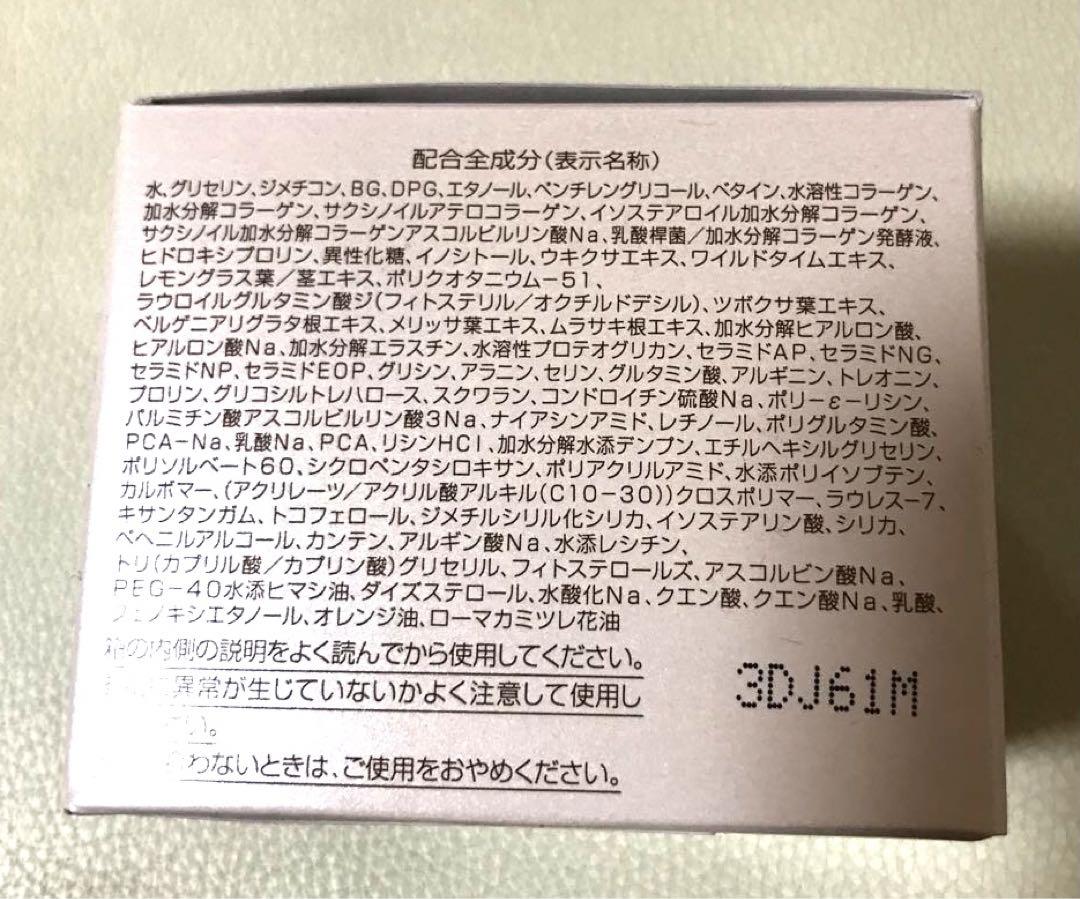 配合全成分(表示名称)
水、グリセリン、ジメチコン、BG、DPG、エタノール、ペンチレングリコール、ベタイン、水溶性コラーゲン、
加水分解コラーゲン、サクシノイルアテロコラーゲン、イソステアロイル加水分解コラーゲン、
サクシノイル加水分解コラーゲンアスコルビルリン酸Na、乳酸桿菌/加水分解コラーゲン発酵液、
ヒドロキシプロリン、異性化糖、イノシトール、ウキクサエキス、ワイルドタイムエキス、
レモングラス葉/茎エキス、ポリクオタニウム-51、
ラウロイルグルタミン酸ジ(フィトステリル/オクチルドデシル)、ツボクサ葉エキス、
ベルゲニアリグラタ根エキス、メリッサ葉エキス、ムラサキ根エキス、加水分解ヒアルロン酸、
ヒアルロン酸Na、加水分解エラスチン、水溶性プロテオグリカン、セラミドAP、セラミドNG、
セラミドNP、セラミドEOP、グリシン、アラニン、セリン、グルタミン酸、アルギニン、トレオニン、
プロリン、グリコシルトレハロース、スクワラン、コンドロイチン硫酸Na、ポリ-ε-リシン、
パルミチン酸アスコルビルリン酸3Na、ナイアシンアミド、レチノール、ポリグルタミン酸、
PCA-Na、乳酸Na、PCA、リシンHCl、加水分解水添デンプン、エチルヘキシルグリセリン、
ポリソルベート60、シクロペンタシロキサン、ポリアクリルアミド、水添ポリイソブテン、
カルボマー、(アクリレーツ/アクリル酸アルキル(C10-30))クロスポリマー、ラウレス-7、
キサンタンガム、トコフェロール、ジメチルシリル化シリカ、イソステアリン酸、シリカ、
ベヘニルアルコール、カンテン、アルギン酸Na、水添レシチン、
トリ(カプリル酸/カプリン酸)グリセリル、フィトステロールズ、アスコルビン酸Na、
PEG-40水添ヒマシ油、ダイズステロール、水酸化Na、クエン酸、クエン酸Na、乳酸、
フェノキシエタノール、オレンジ油、ローマカミツレ花油
箱の内側の説明をよく読んでから使用してください。
異常が生じていないかよく注意して使用し
い。
わないときは、ご使用をおやめください。
3DJ61M